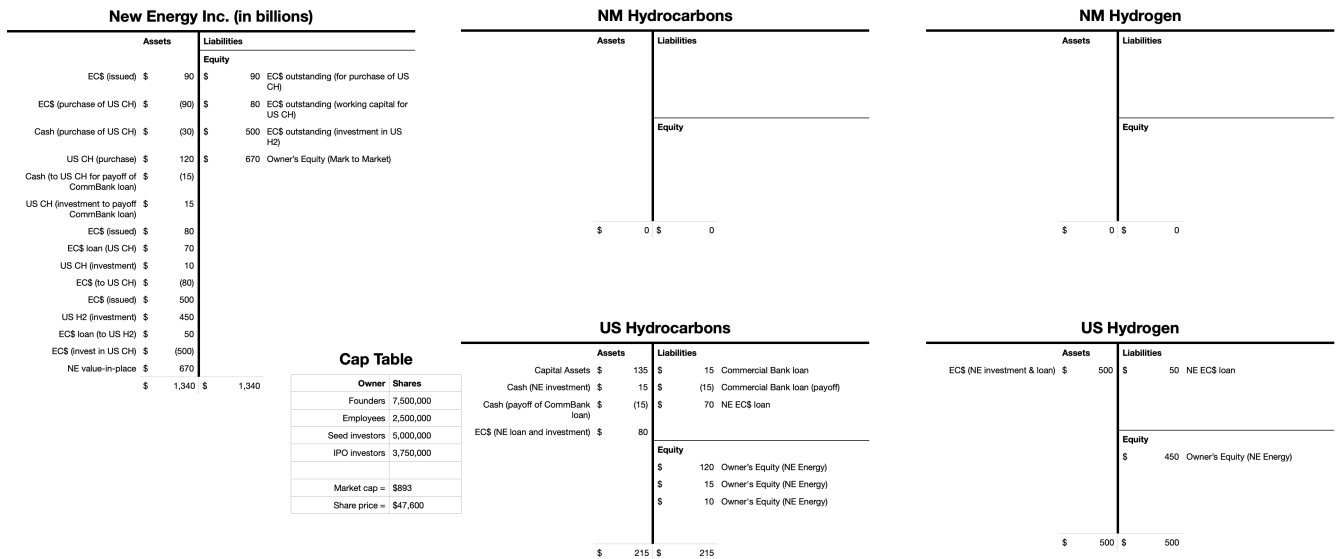 New Energy Inc. (in billions)
Assets Liabilities
Equity
EC$ (issued) $ 90 $ 90 EC$ outstanding (for purchase of US
CH)
EC$ (purchase of US CH) $ (90) $ 80 EC$ outstanding (working capital for
US CH)
Cash (purchase of US CH) $ (30) $ 500 EC$ outstanding (investment in US
H2)
US CH (purchase) $ 120 $ 670 Owner's Equity (Mark to Market)
Cash (to US CH for payoff of
CommBank loan) $ (15)
US CH (investment to payoff
CommBank loan) $ 15
EC$ (issued) $ 80
EC$ loan (US CH) $ 70
US CH (investment) $ 10
EC$ (to US CH) $ (80)
EC$ (issued) $ 500
US H2 (investment) $ 450
EC$ loan (to US H2) $ 50
EC$ (invest in US CH) $ (500)
NE value-in-place $ 670
$ 1,340 $ 1,340
Cap Table
Owner Shares
Founders 7,500,000
Employees 2,500,000
Seed investors 5,000,000
IPO investors 3,750,000
Market cap = $893
Share price = $47,600
NM Hydrocarbons
Assets Liabilities
Equity
$ 0 $ 0
NM Hydrogen
Assets Liabilities
Equity
$ 0 $ 0
US Hydrocarbons
Assets Liabilities
Capital Assets $ 135 $ 15 Commercial Bank loan
Cash (NE investment) $ 15 $ (15) Commercial Bank loan (payoff)
Cash (payoff of CommBank
loan) $ (15) $ 70 NE EC$ loan
EC$ (NE loan and investment) $ 80
Equity
$ 120 Owner's Equity (NE Energy)
$ 15 Owner's Equity (NE Energy)
$ 10 Owner's Equity (NE Energy)
$ 215 $ 215
US Hydrogen
Assets Liabilities
EC$ (NE investment & loan) $ 500 $ 50 NE EC$ loan
Equity
$ 450 Owner's Equity (NE Energy)
$ 500 $ 500